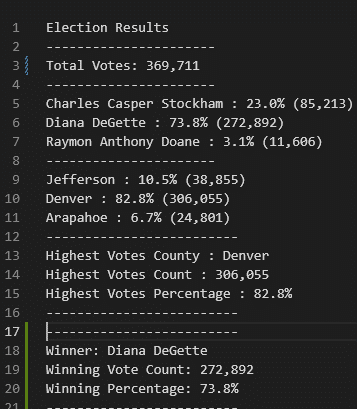 1 Election Results
2 ----------------------
3 Total Votes: 369,711
4 ----------------------
5 Charles Casper Stockham : 23.0% (85,213)
6 Diana DeGette : 73.8% (272,892)
7 Raymon Anthony Doane : 3.1% (11,606)
8 ----------------------
9 Jefferson : 10.5% (38,855)
10 Denver : 82.8% (306,055)
11 Arapahoe : 6.7% (24,801)
12 -------------------------
13 Highest Votes County : Denver
14 Highest Votes Count : 306,055
15 Highest Votes Percentage : 82.8%
16 -------------------------
17 -------------------------
18 Winner: Diana DeGette
19 Winning Vote Count: 272,892
20 Winning Percentage: 73.8%
21 -------------------------